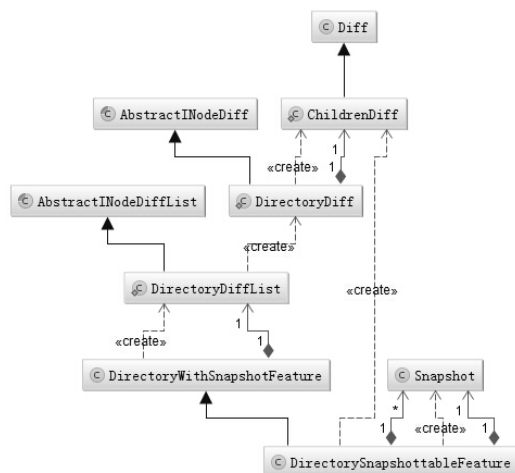 Diff
AbstractINodeDiff
ChildrenDiff
«create»
1
1
AbstractINodeDiffList
DirectoryDiff
«create»
DirectoryDiffList
«create»
«create»
1
1
DirectoryWithSnapshotFeature
Snapshot
*
1
«create»
1
1
DirectorySnapshottableFeature